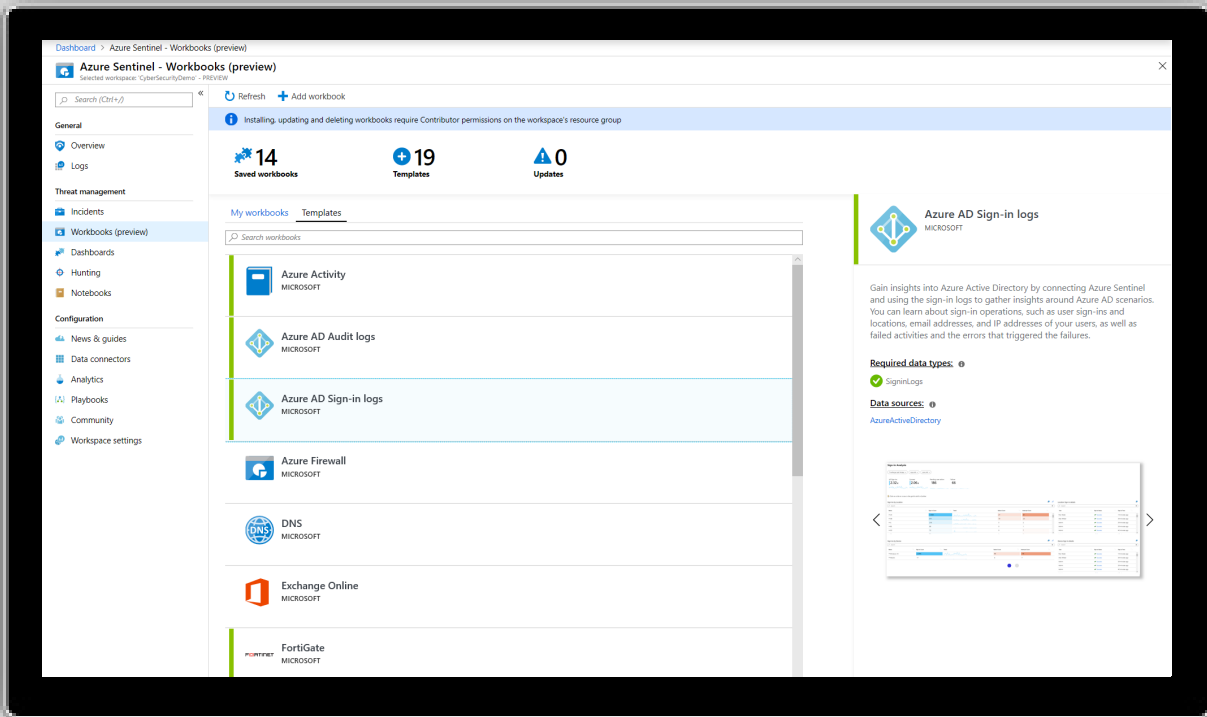 Dashboard > Azure Sentinel - Workbooks (preview)
Azure Sentinel - Workbooks (preview)
Selected workspace: 'CyberSecurityDemo' - PREVIEW
Search (Ctrl+/)
«
General
Overview
Logs
Threat management
Incidents
Workbooks (preview)
Dashboards
Hunting
Notebooks
Configuration
News & guides
Data connectors
Analytics
Playbooks
Community
Workspace settings
Refresh
Add workbook
Installing, updating and deleting workbooks require Contributor permissions on the workspace's resource group
14
Saved workbooks
19
Templates
0
Updates
My workbooks
Templates
Search workbooks
Azure Activity
MICROSOFT
Azure AD Audit logs
MICROSOFT
Azure AD Sign-in logs
MICROSOFT
Azure Firewall
MICROSOFT
DNS
DNS
MICROSOFT
Exchange Online
MICROSOFT
FORTINET
FortiGate
MICROSOFT
Azure AD Sign-in logs
MICROSOFT
Gain insights into Azure Active Directory by connecting Azure Sentinel
and using the sign-in logs to gather insights around Azure AD scenarios.
You can learn about sign-in operations, such as user sign-ins and
locations, email addresses, and IP addresses of your users, as well as
failed activities and the errors that triggered the failures.
Required data types:
SigninLogs
Data sources:
AzureActiveDirectory